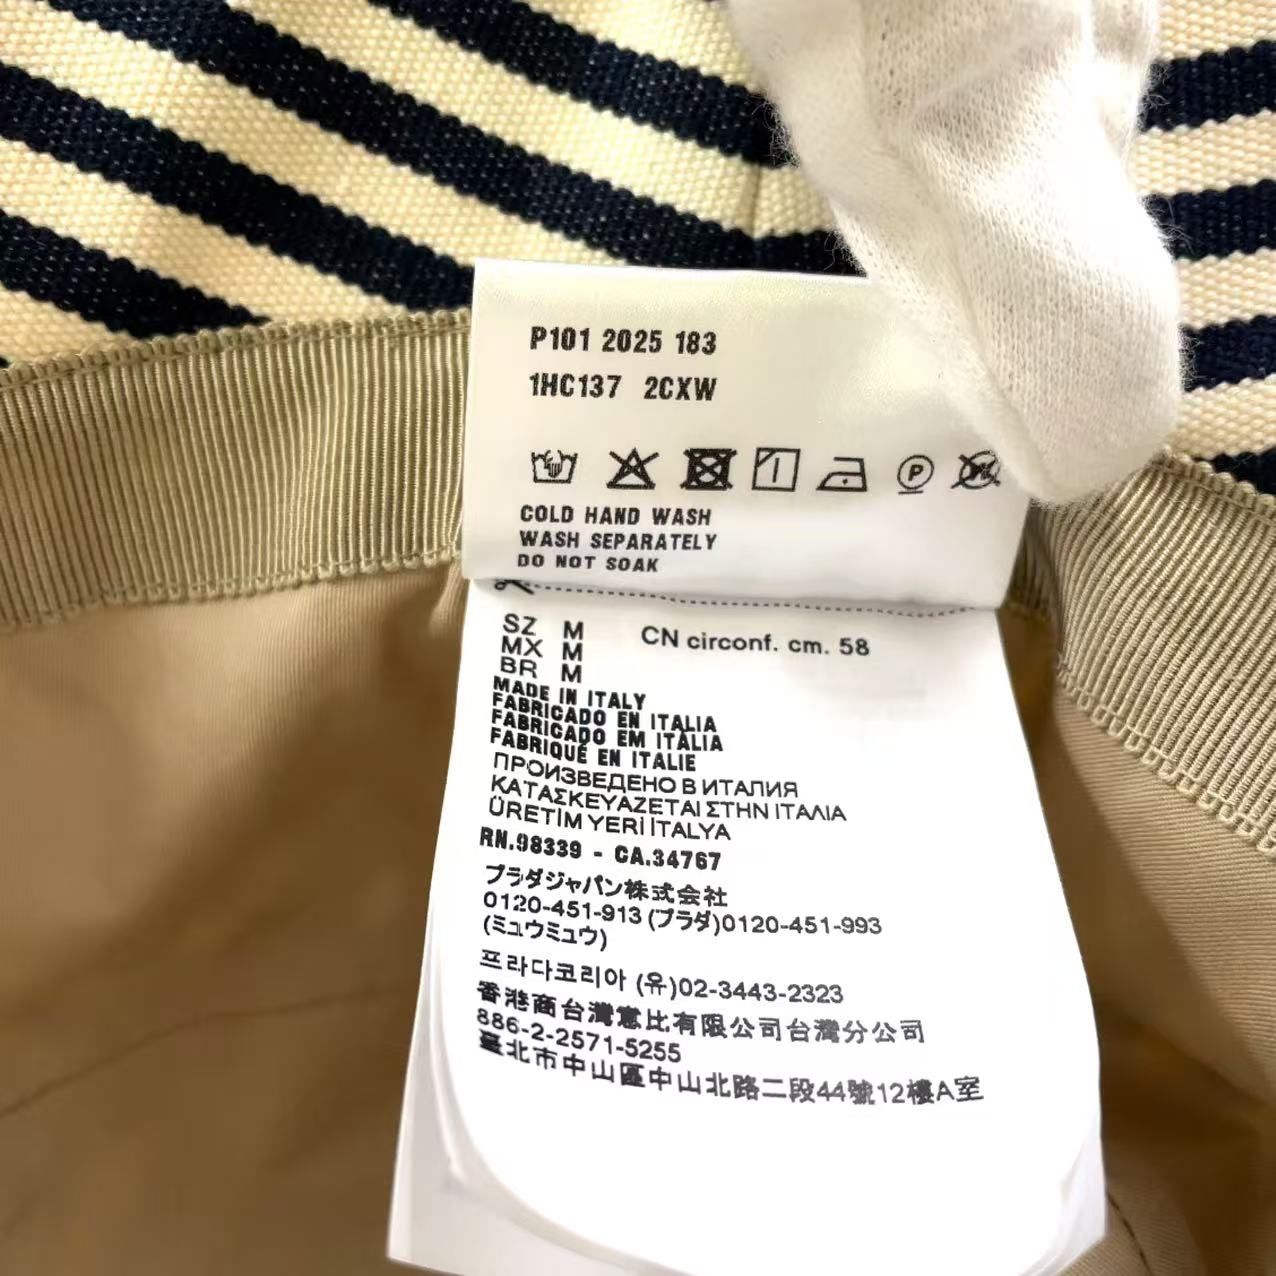 P101 2025 183
1HC137 2CXW
P
COLD HAND WASH
WASH SEPARATELY
DO NOT SOAK
SZ M
MX M
BR M
CN circonf. cm. 58
MADE IN ITALY
FABRICADO EN ITALIA
FABRICADO EM ITÁLIA
FABRIQUÉ EN ITALIE
ПРОИЗВЕДЕНО В ИТАЛИЯ
ΚΑΤΑΣΚΕΥΑΖΕΤΑΙ ΣΤΗΝ ΙΤΑΛΙΑ
ÜRETİM YERİ İTALYA
RN.98339 - CA.34767
プラダジャパン株式会社
0120-451-913 (プラダ)0120-451-993
(ミュウミュウ)
프라다코리아 (유)02-3443-2323
香港商台灣惠比有限公司台灣分公司
886-2-2571-5255
臺北市中山區中山北路二段44號12樓A室